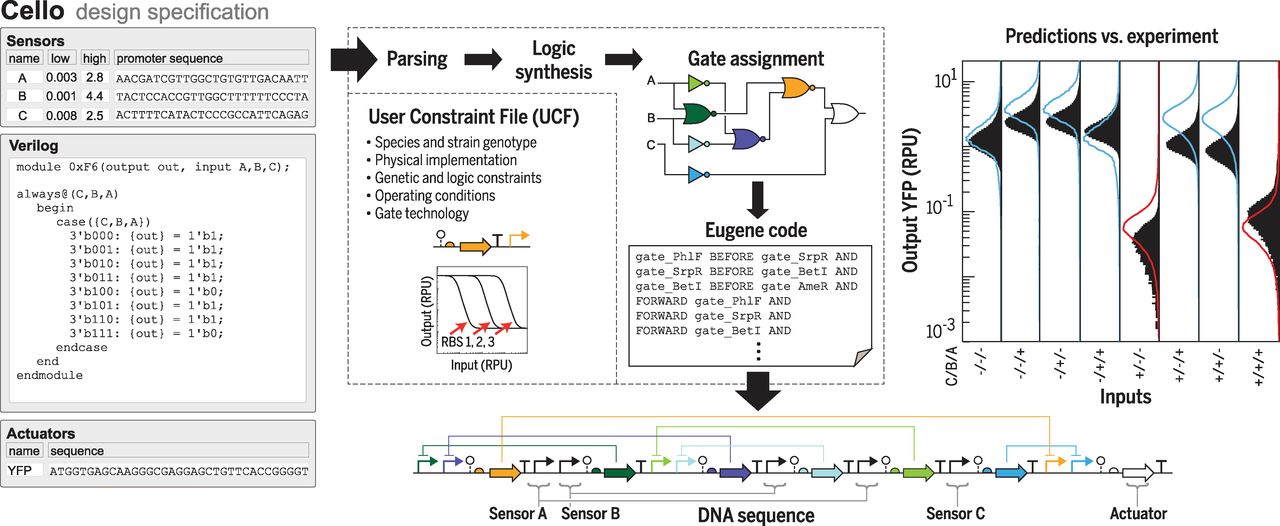 Cello design specification
Sensors
name low high promoter sequence
A 0.003 2.8 AACGATCGTTGGCTGTGTTGACAATT
B 0.001 4.4 TACTCCACCGTTGGCTTTTTTCCCTA
C 0.008 2.5 ACTTTTCATACTCCCGCCATTCAGAG
Verilog
module 0xF6(output out, input A,B,C);
always@(C,B,A)
begin
case({C,B,A})
3'b000: {out} = 1'b1;
3'b001: {out} = 1'b1;
3'b010: {out} = 1'b1;
3'b011: {out} = 1'b1;
3'b100: {out} = 1'b0;
3'b101: {out} = 1'b1;
3'b110: {out} = 1'b1;
3'b111: {out} = 1'b0;
endcase
end
endmodule
Actuators
name sequence
YFP ATGGTGAGCAAGGGCGAGGAGCTGTTCACCGGGGT
Parsing
Logic
synthesis
Gate assignment
User Constraint File (UCF)
• Species and strain genotype
• Physical implementation
• Genetic and logic constraints
• Operating conditions
• Gate technology
Output (RPU)
RBS 1, 2, 3
Input (RPU)
A
B
C
Eugene code
gate_PhlF BEFORE gate_SrpR AND
gate_SrpR BEFORE gate_BetI AND
gate_BetI BEFORE gate AmeR AND
FORWARD gate_PhlF AND
FORWARD gate_SrpR AND
FORWARD gate_BetI AND
Predictions vs. experiment
Output YFP (RPU)
10¹
10⁻¹
10⁻³
C/B/A
-/-/-
-/-/+
-/+/-
-/+/+
+/-/-
+/-/+
+/+/-
+/+/+
Inputs
Sensor A
Sensor B
DNA sequence
Sensor C
Actuator